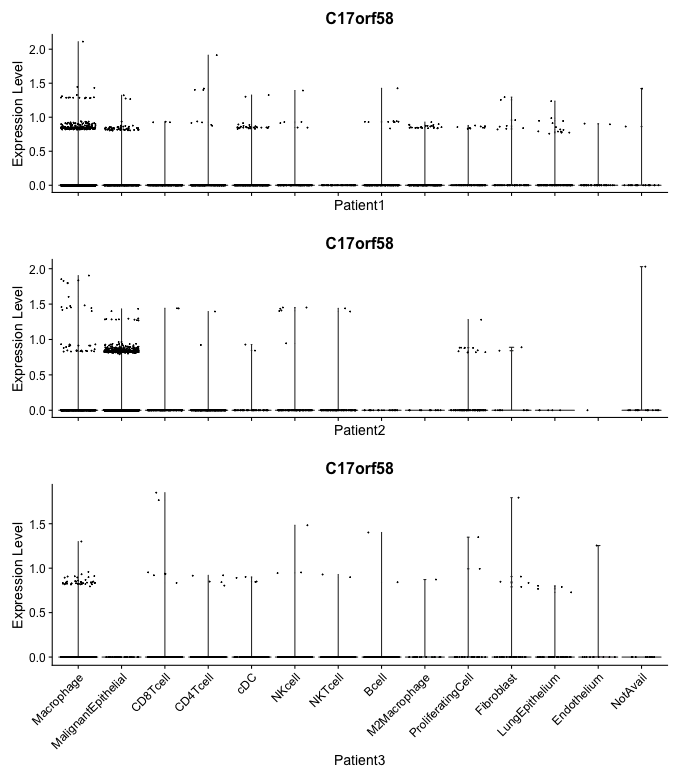 C17orf58
Expression Level
2.0
1.5
1.0
0.5
0.0
Patient1
C17orf58
Expression Level
2.0
1.5
1.0
0.5
0.0
Patient2
C17orf58
Expression Level
1.5
1.0
0.5
0.0
Macrophage
MalignantEpithelial
CD8Tcell
CD4Tcell
cDC
NKcell
NKTcell
Bcell
M2Macrophage
ProliferatingCell
Fibroblast
LungEpithelium
Endothelium
NotAvail
Patient3